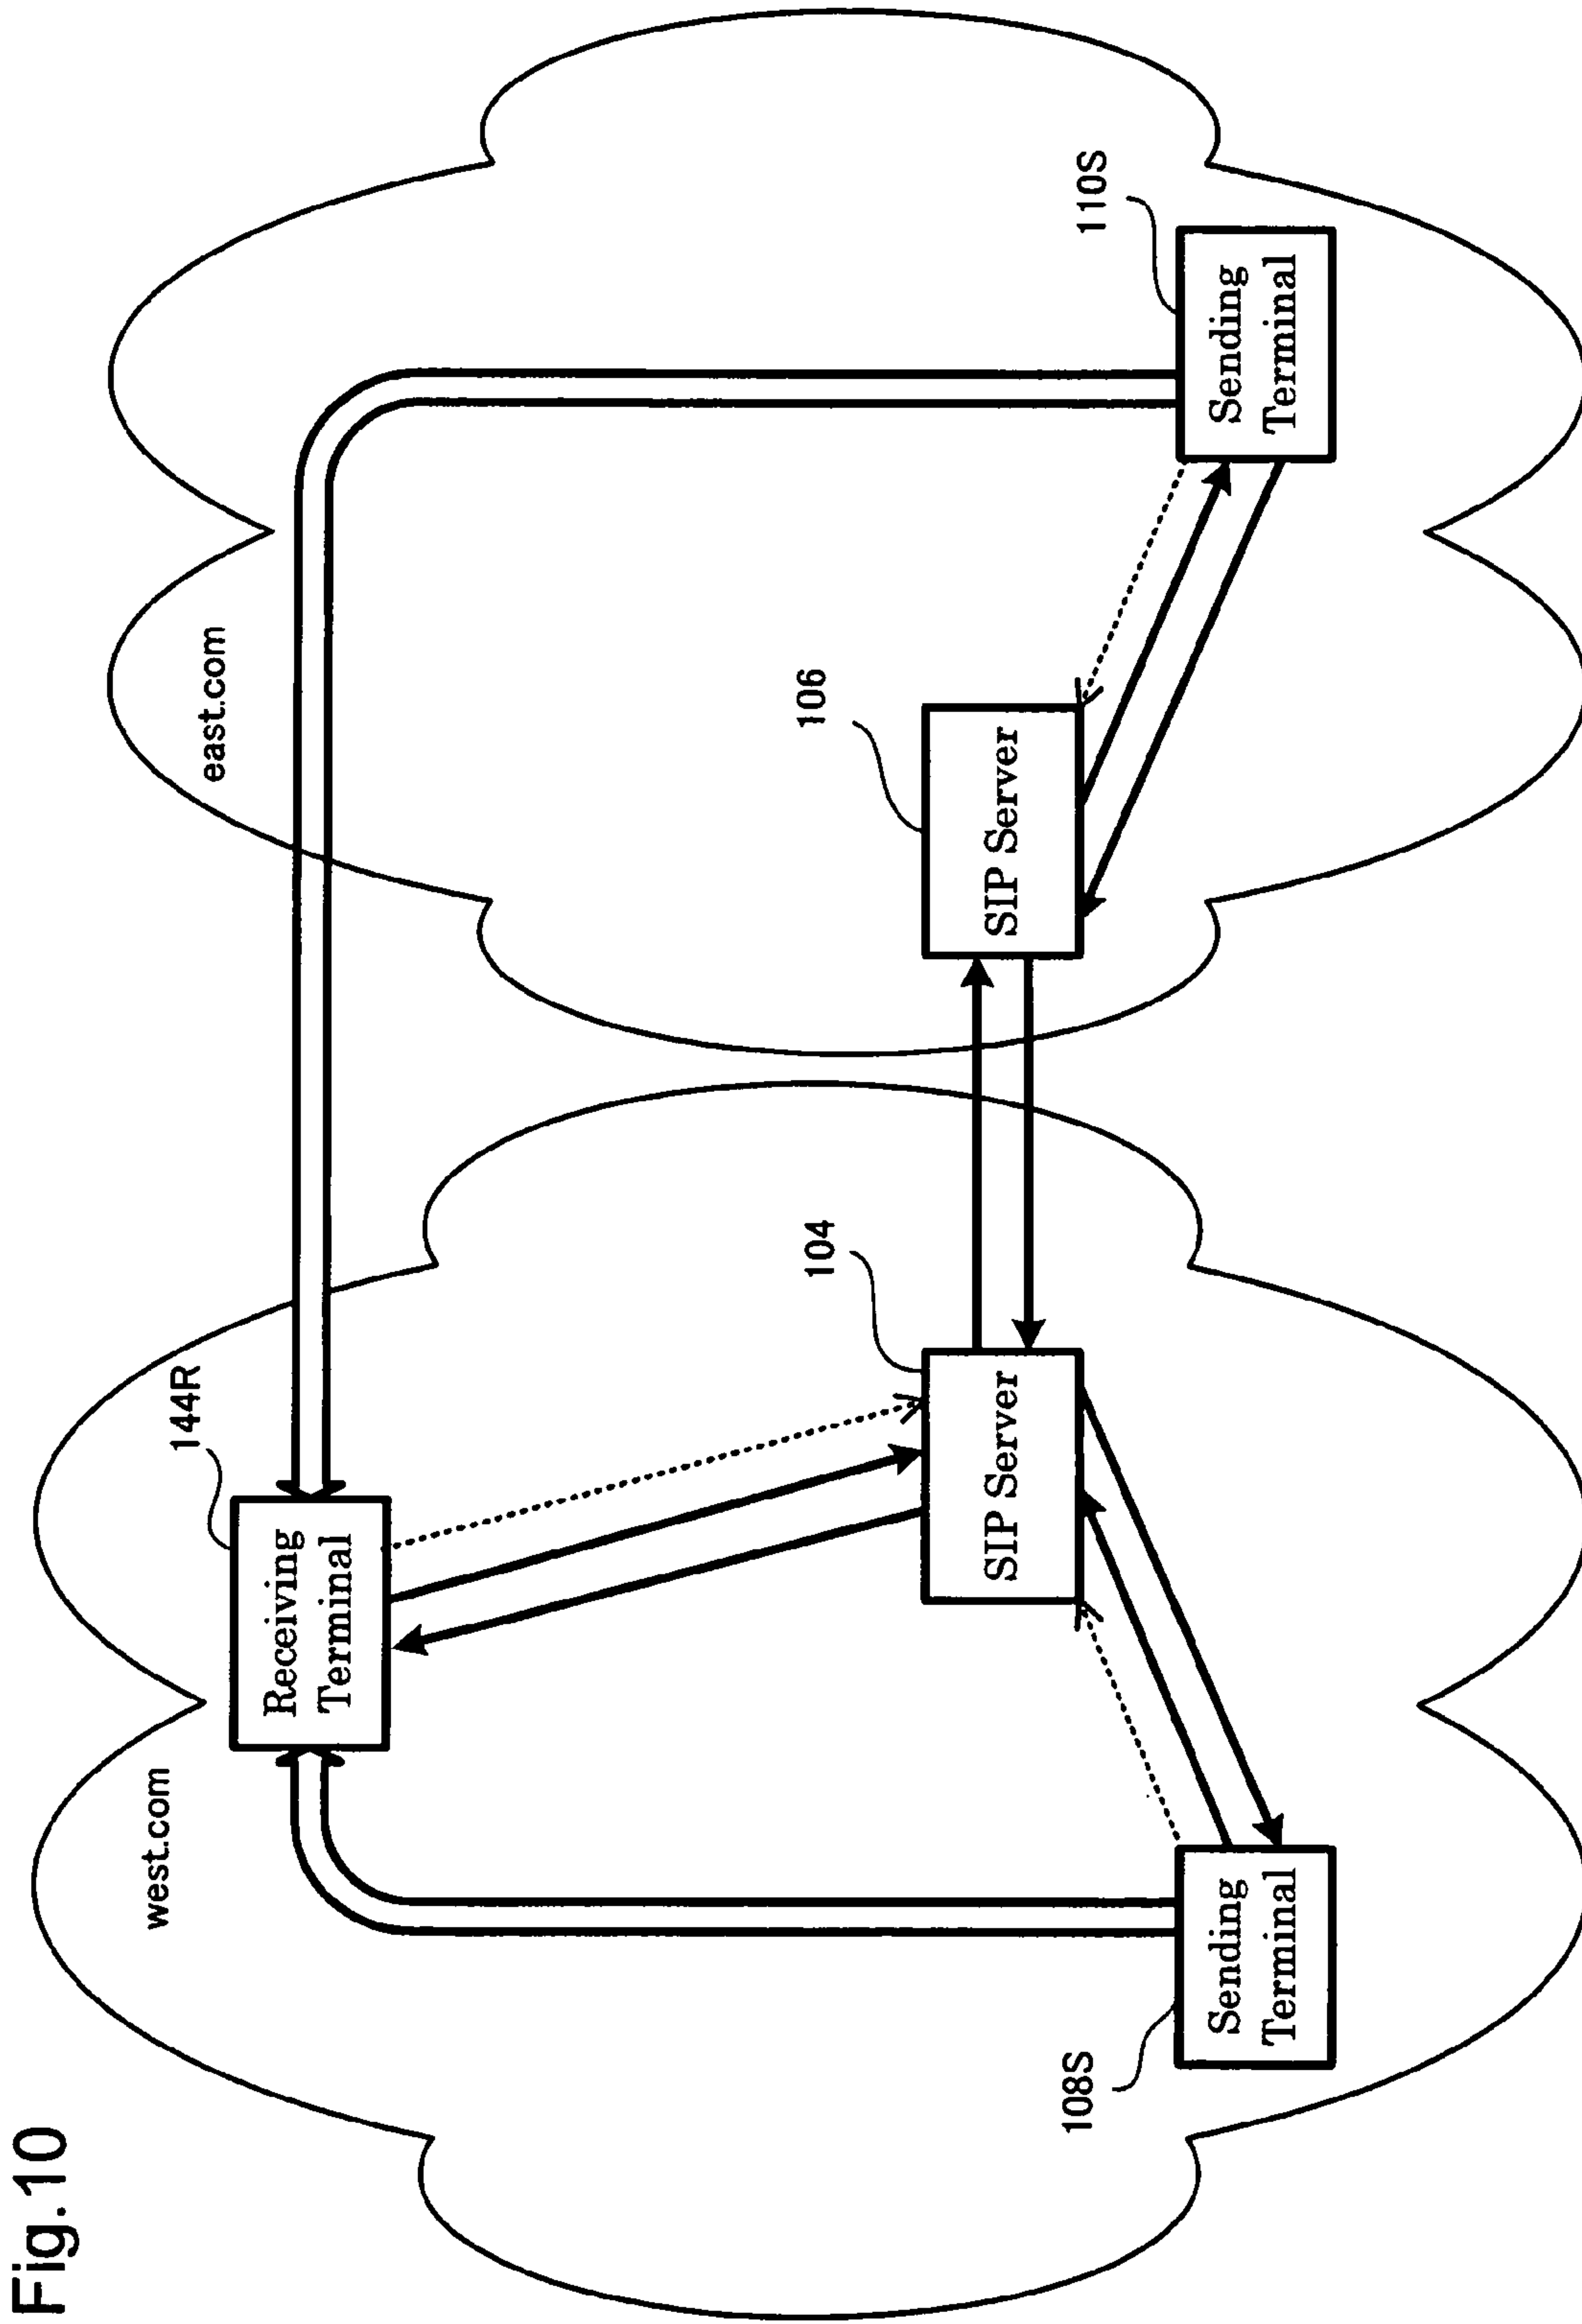 Fig.10
west.com
east.com
144R
Receiving
Terminal
104
SIP Server
106
SIP Server
108S
Sending
Terminal
110S
Sending
Terminal